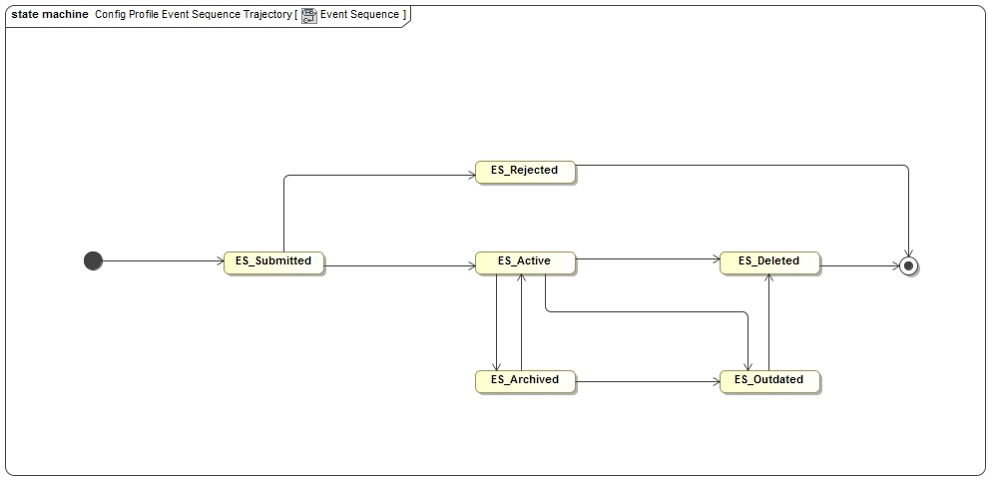 state machine Config Profile Event Sequence Trajectory [ Event Sequence ]
ES_Rejected
ES_Submitted
ES_Active
ES_Deleted
ES_Archived
ES_Outdated